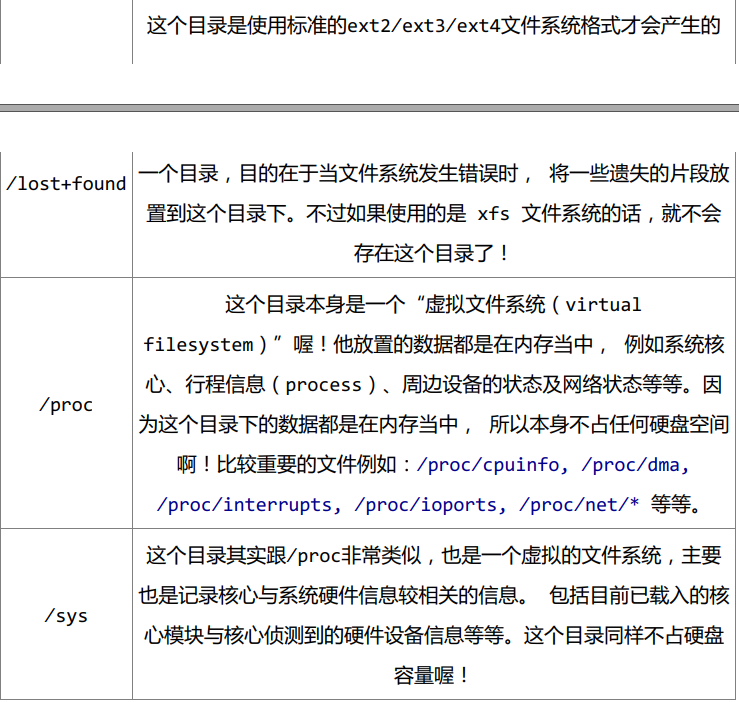 这个目录是使用标准的ext2/ext3/ext4文件系统格式才会产生的
/lost+found
一个目录，目的在于当文件系统发生错误时， 将一些遗失的片段放
置到这个目录下。不过如果使用的是 xfs 文件系统的话，就不会
存在这个目录了！
/proc
这个目录本身是一个“虚拟文件系统（virtual
filesystem）”喔！他放置的数据都是在内存当中， 例如系统核
心、行程信息（process）、周边设备的状态及网络状态等等。因
为这个目录下的数据都是在内存当中， 所以本身不占任何硬盘空间
啊！比较重要的文件例如：/proc/cpuinfo, /proc/dma,
/proc/interrupts, /proc/ioports, /proc/net/* 等等。
/sys
这个目录其实跟/proc非常类似，也是一个虚拟的文件系统，主要
也是记录核心与系统硬件信息较相关的信息。 包括目前已载入的核
心模块与核心侦测到的硬件设备信息等等。这个目录同样不占硬盘
容量喔！